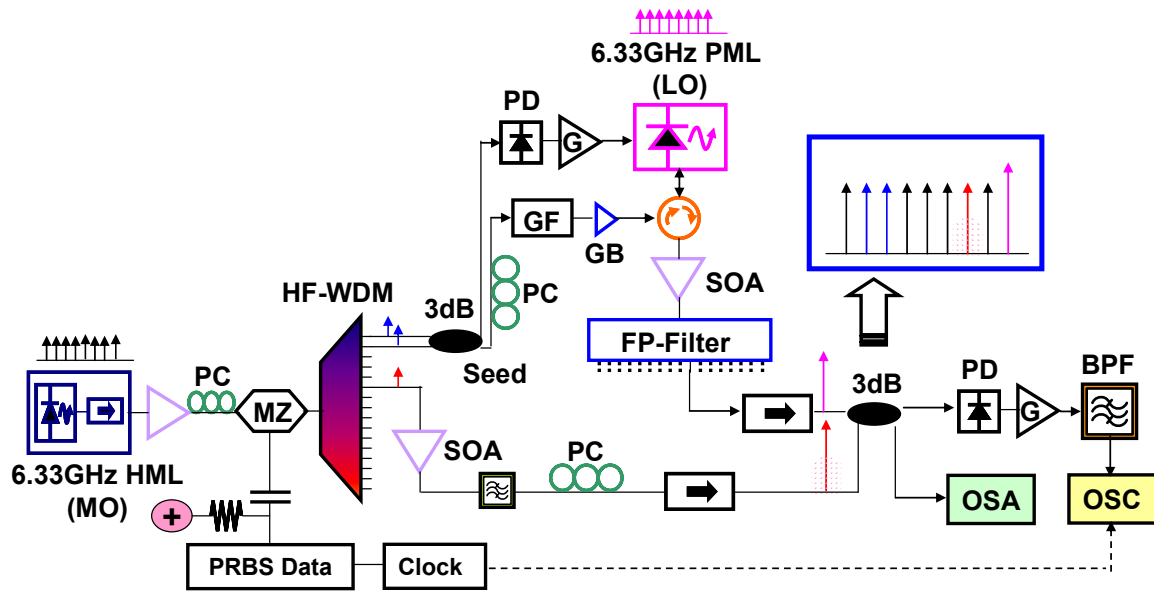 6.33GHz PML
(LO)
PD
G
GF
GB
PC
SOA
HF-WDM
3dB
Seed
FP-Filter
PC
MZ
3dB
PD
G
BPF
6.33GHz HML
(MO)
SOA
PC
+
OSA
OSC
PRBS Data
Clock